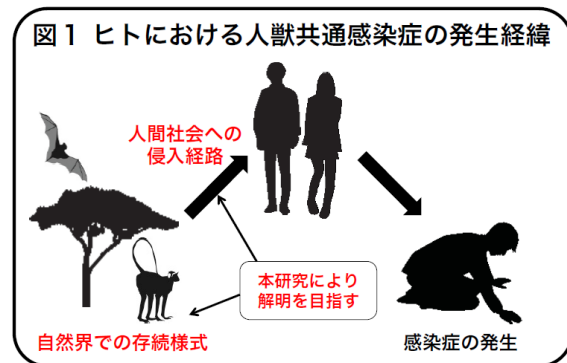 図1 ヒトにおける人獣共通感染症の発生経緯
人間社会への
侵入経路
本研究により
解明を目指す
自然界での存続様式
感染症の発生